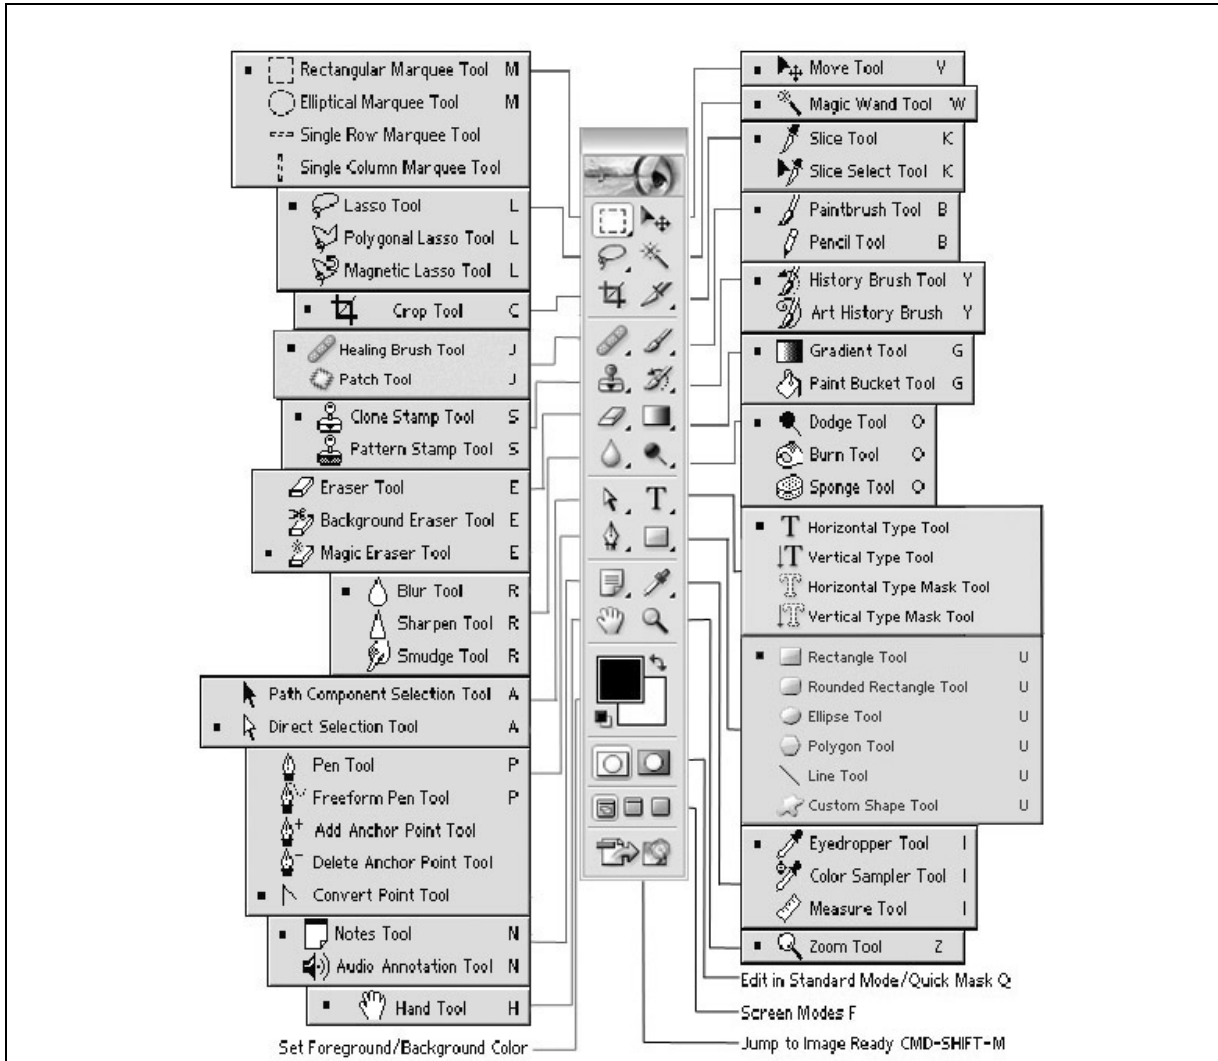 Rectangular Marquee Tool M
Elliptical Marquee Tool M
Single Row Marquee Tool
Single Column Marquee Tool
Lasso Tool L
Polygonal Lasso Tool L
Magnetic Lasso Tool L
Crop Tool C
Healing Brush Tool J
Patch Tool J
Clone Stamp Tool S
Pattern Stamp Tool S
Eraser Tool E
Background Eraser Tool E
Magic Eraser Tool E
Blur Tool R
Sharpen Tool R
Smudge Tool R
Path Component Selection Tool A
Direct Selection Tool A
Pen Tool P
Freeform Pen Tool P
Add Anchor Point Tool
Delete Anchor Point Tool
Convert Point Tool
Notes Tool N
Audio Annotation Tool N
Hand Tool H
Set Foreground/Background Color
Move Tool V
Magic Wand Tool W
Slice Tool K
Slice Select Tool K
Paintbrush Tool B
Pencil Tool B
History Brush Tool Y
Art History Brush Y
Gradient Tool G
Paint Bucket Tool G
Dodge Tool O
Burn Tool O
Sponge Tool O
Horizontal Type Tool
Vertical Type Tool
Horizontal Type Mask Tool
Vertical Type Mask Tool
Rectangle Tool U
Rounded Rectangle Tool U
Ellipse Tool U
Polygon Tool U
Line Tool U
Custom Shape Tool U
Eyedropper Tool I
Color Sampler Tool I
Measure Tool I
Zoom Tool Z
Edit in Standard Mode/Quick Mask Q
Screen Modes F
Jump to Image Ready CMD-SHIFT-M